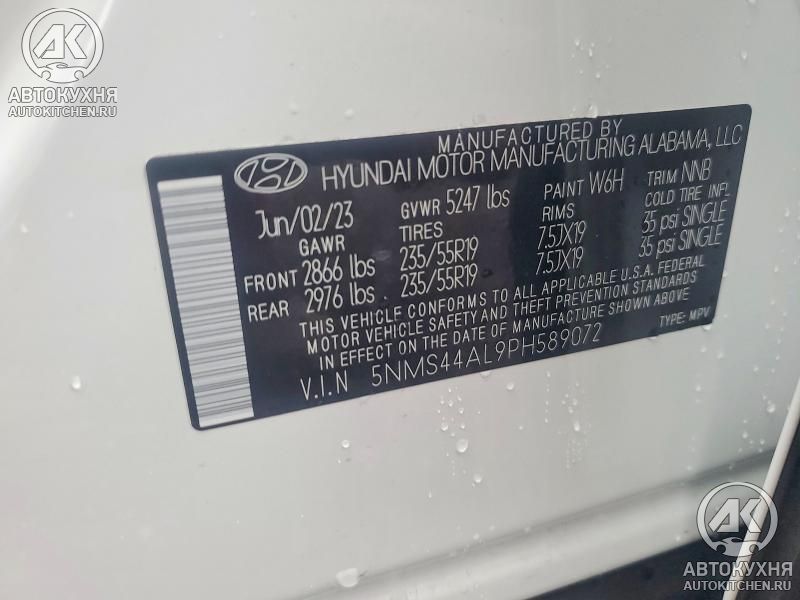 AK
АВТОКУХНЯ
AUTOKITCHEN.RU
MANUFACTURED BY
HYUNDAI MOTOR MANUFACTURING ALABAMA, LLC
Jun/02/23 GVWR 5247 lbs PAINT W6H TRIM NNB
GAWR TIRES RIMS COLD TIRE INFL
FRONT 2866 lbs 235/55R19 7.5JX19 35 psi SINGLE
REAR 2976 lbs 235/55R19 7.5JX19 35 psi SINGLE
THIS VEHICLE CONFORMS TO ALL APPLICABLE U.S.A. FEDERAL
MOTOR VEHICLE SAFETY AND THEFT PREVENTION STANDARDS
IN EFFECT ON THE DATE OF MANUFACTURE SHOWN ABOVE
V.I.N 5NMS44AL9PH589072 TYPE: MPV
AK
АВТОКУХНЯ
AUTOKITCHEN.RU